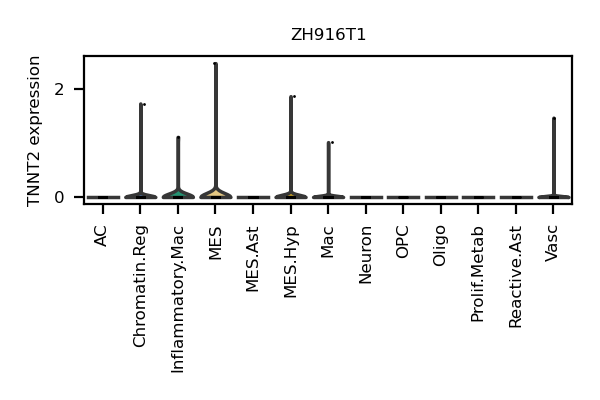 ZH916T1
TNNT2 expression
2
0
AC
Chromatin.Reg
Inflammatory.Mac
MES
MES.Ast
MES.Hyp
Mac
Neuron
OPC
Oligo
Prolif.Metab
Reactive.Ast
Vasc